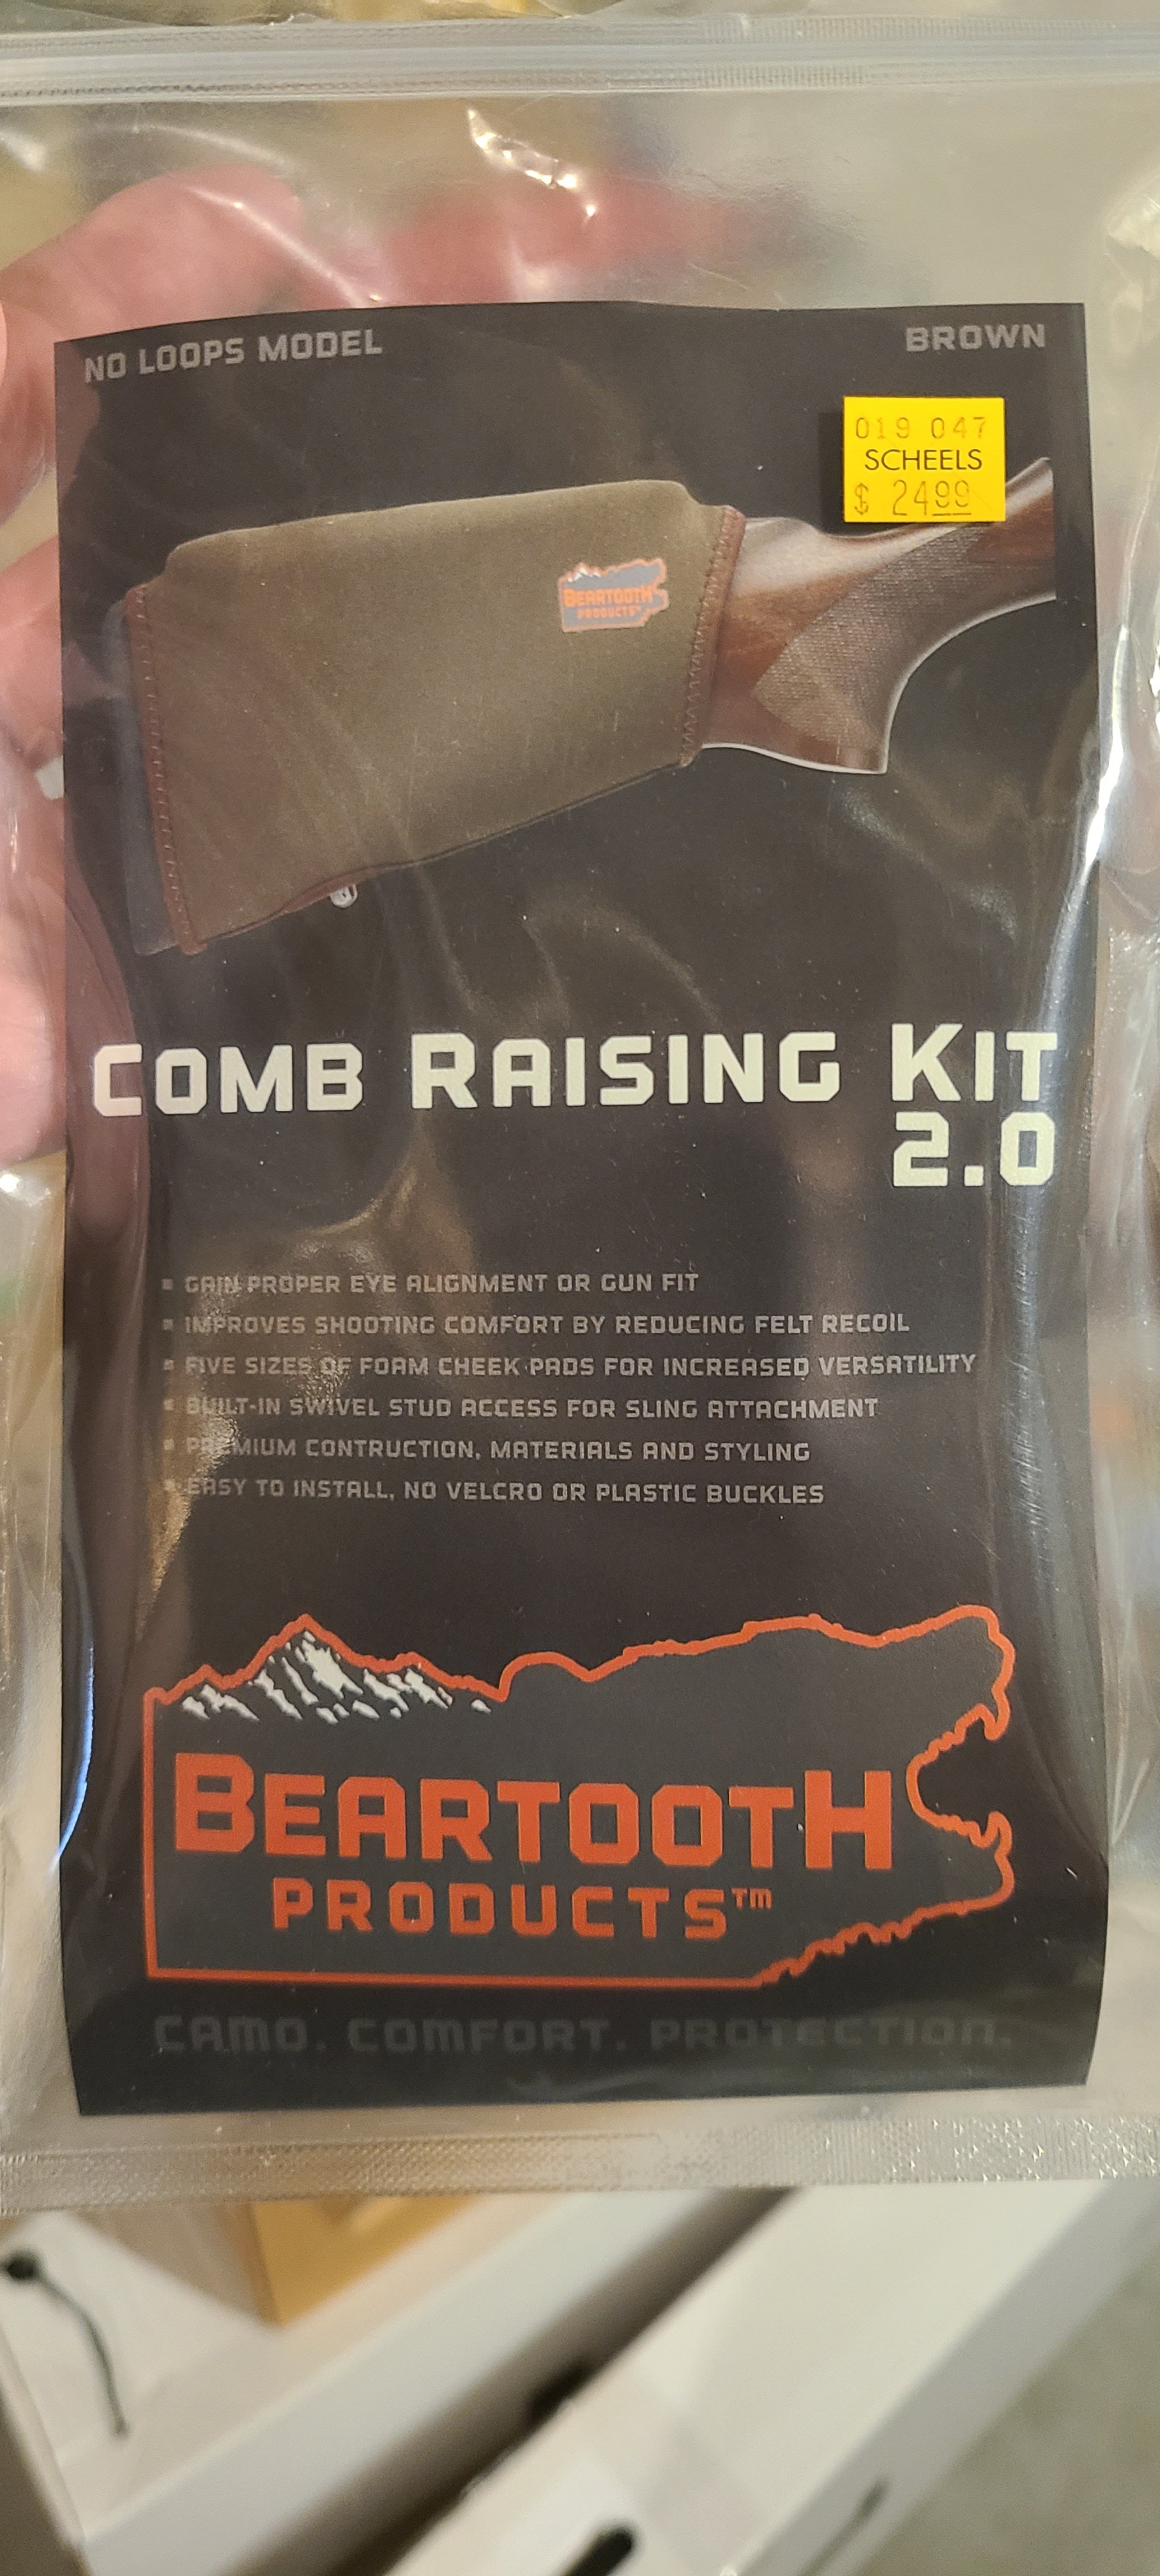 NO LOOPS MODEL
BROWN
019 047
SCHEELS
$ 2499
BEARTOOTH
PRODUCTS
COMB RAISING KIT
2.0
▪ GAIN PROPER EYE ALIGNMENT OR GUN FIT
▪ IMPROVES SHOOTING COMFORT BY REDUCING FELT RECOIL
▪ FIVE SIZES OF FOAM CHEEK PADS FOR INCREASED VERSATILITY
▪ BUILT-IN SWIVEL STUD ACCESS FOR SLING ATTACHMENT
▪ PREMIUM CONTRUCTION, MATERIALS AND STYLING
▪ EASY TO INSTALL, NO VELCRO OR PLASTIC BUCKLES
BEARTOOTH
PRODUCTS™
CAMO. COMFORT. PROTECTION.